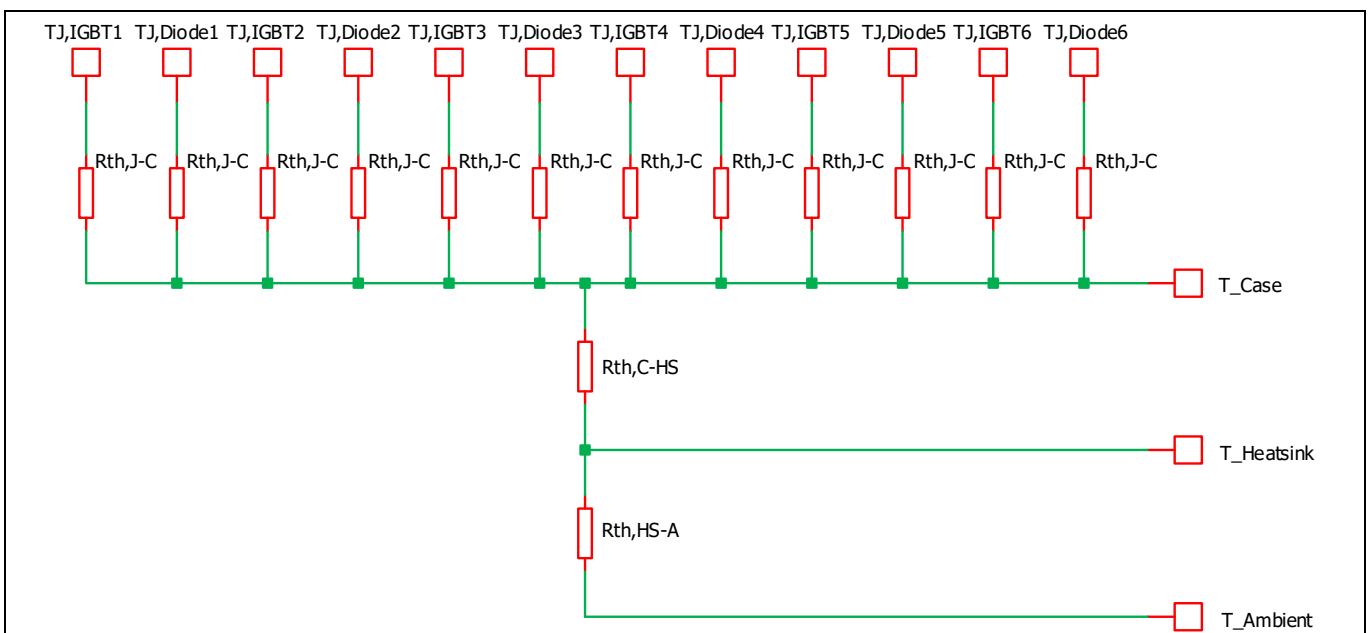 TJ,IGBT1 TJ,Diode1 TJ,IGBT2 TJ,Diode2 TJ,IGBT3 TJ,Diode3 TJ,IGBT4 TJ,Diode4 TJ,IGBT5 TJ,Diode5 TJ,IGBT6 TJ,Diode6
Rth,J-C Rth,J-C Rth,J-C Rth,J-C Rth,J-C Rth,J-C Rth,J-C Rth,J-C Rth,J-C Rth,J-C Rth,J-C Rth,J-C
T_Case
Rth,C-HS
T_Heatsink
Rth,HS-A
T_Ambient